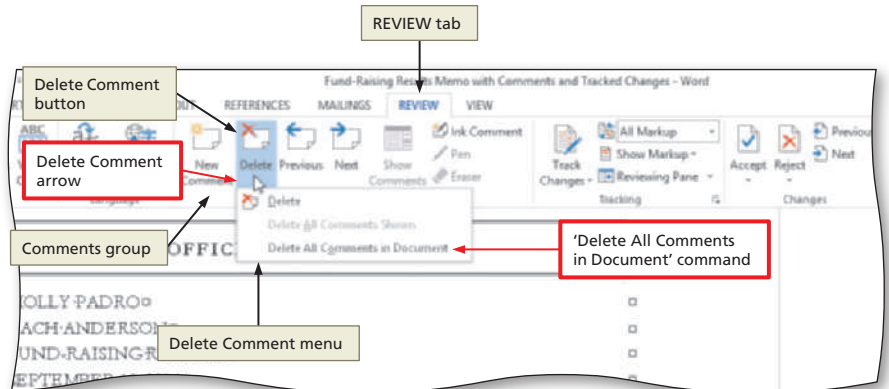 REVIEW tab
Fund-Raising Results Memo with Comments and Tracked Changes - Word
Delete Comment
button
REFERENCES MAILINGS REVIEW VIEW
ABC
Delete Comment
arrow
New
Comment
Delete
Previous
Next
Show
Comments
Ink Comment
Pen
Eraser
Track
Changes
All Markup
Show Markup
Reviewing Pane
Tracking
Accept
Reject
Next
Changes
Delete
Delete All Comments Shown
Delete All Comments in Document
Comments group
OFFIC
'Delete All Comments
in Document' command
Delete Comment menu
OLLY·PADRO¤
ACH·ANDERSON
UND-RAISING·R